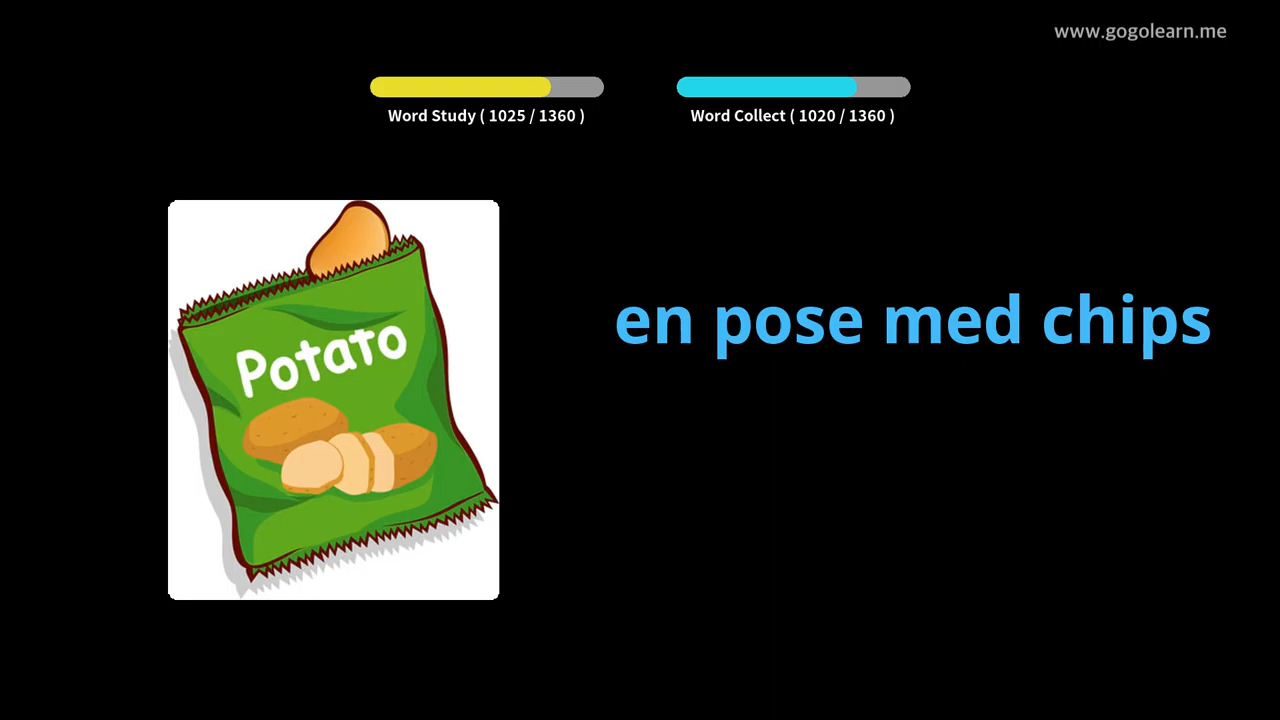 www.gogolearn.me
Word Study ( 1025 / 1360 )
Word Collect ( 1020 / 1360 )
Potato
en pose med chips